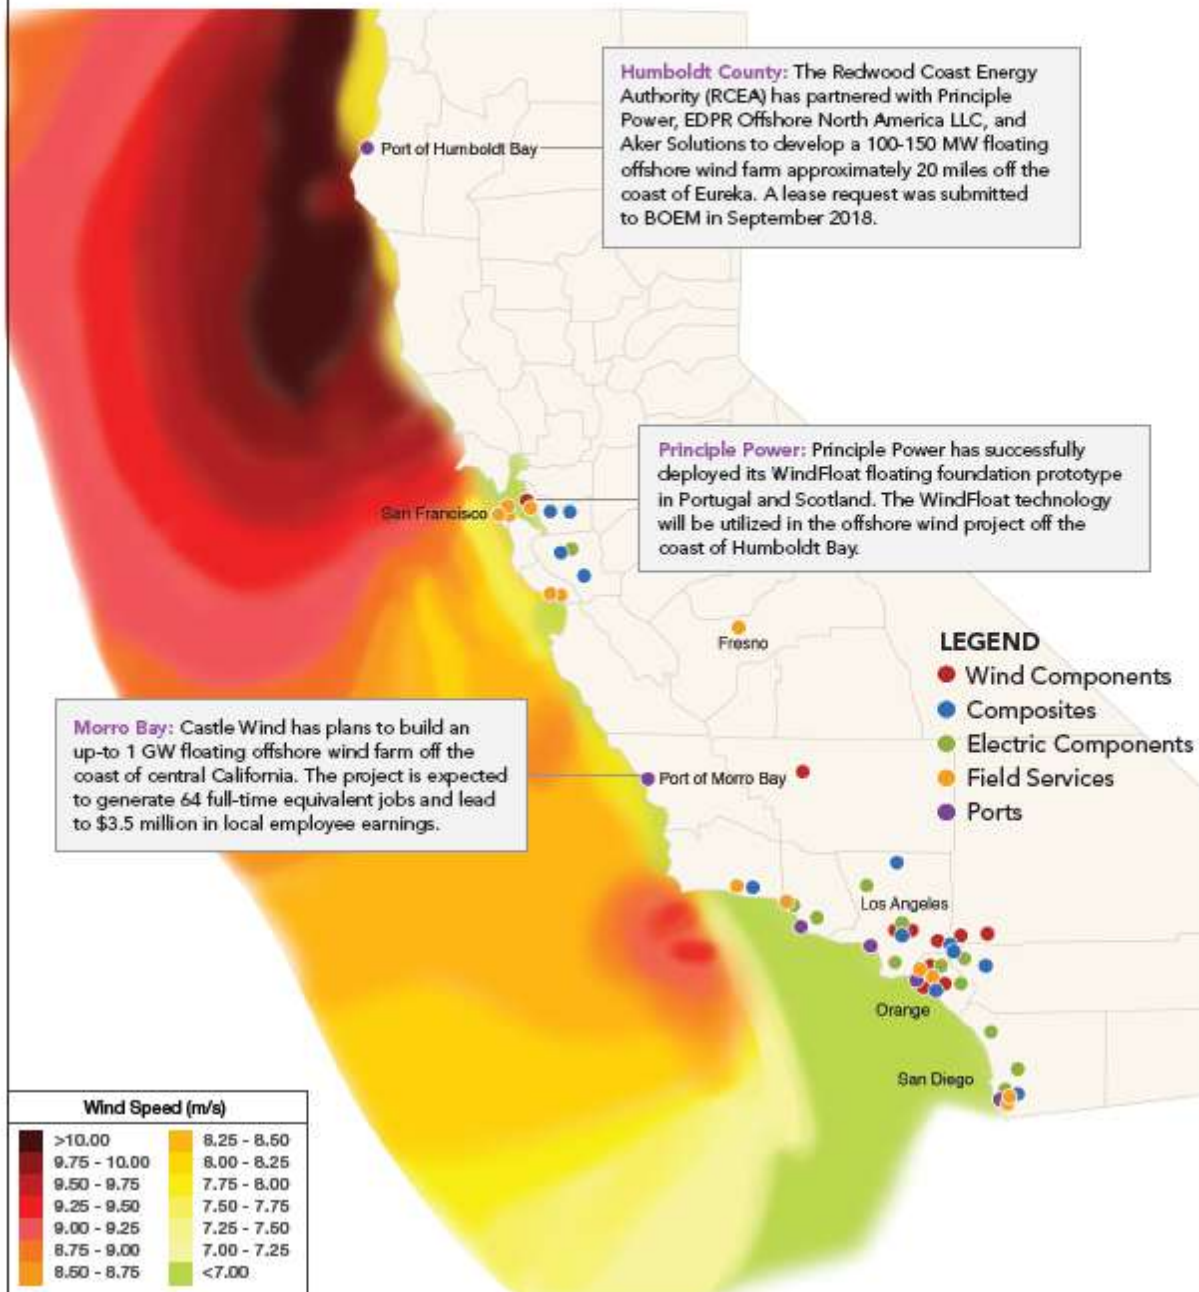 Humboldt County: The Redwood Coast Energy
Authority (RCEA) has partnered with Principle
Power, EDPR Offshore North America LLC, and
Aker Solutions to develop a 100-150 MW floating
offshore wind farm approximately 20 miles off the
coast of Eureka. A lease request was submitted
to BOEM in September 2018.
Port of Humboldt Bay
Principle Power: Principle Power has successfully
deployed its WindFloat floating foundation prototype
in Portugal and Scotland. The WindFloat technology
will be utilized in the offshore wind project off the
coast of Humboldt Bay.
San Francisco
Fresno
LEGEND
Wind Components
Composites
Electric Components
Field Services
Ports
Morro Bay: Castle Wind has plans to build an
up-to 1 GW floating offshore wind farm off the
coast of central California. The project is expected
to generate 64 full-time equivalent jobs and lead
to $3.5 million in local employee earnings.
Port of Morro Bay
Los Angeles
Orange
San Diego
Wind Speed (m/s)
>10.00
9.75 - 10.00
9.50 - 9.75
9.25 - 9.50
9.00 - 9.25
8.75 - 9.00
8.50 - 8.75
8.25 - 8.50
8.00 - 8.25
7.75 - 8.00
7.50 - 7.75
7.25 - 7.50
7.00 - 7.25
<7.00